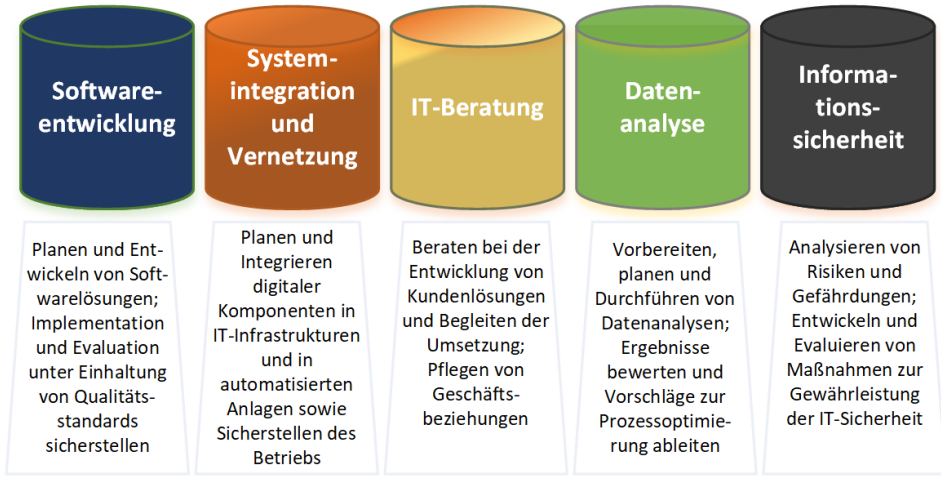 Software-
entwicklung
System-
integration
und
Vernetzung
IT-Beratung
Daten-
analyse
Informa-
tions-
sicherheit
Planen und Ent-
wickeln von Soft-
warelösungen;
Implementation
und Evaluation
unter Einhaltung
von Qualitäts-
standards
sicherstellen
Planen und
Integrieren
digitaler
Komponenten in
IT-Infrastrukturen
und in
automatisierten
Anlagen sowie
Sicherstellen des
Betriebs
Beraten bei der
Entwicklung von
Kundenlösungen
und Begleiten der
Umsetzung;
Pflegen von
Geschäfts-
beziehungen
Vorbereiten,
planen und
Durchführen von
Datenanalysen;
Ergebnisse
bewerten und
Vorschläge zur
Prozessoptimie-
rung ableiten
Analysieren von
Risiken und
Gefährdungen;
Entwickeln und
Evaluieren von
Maßnahmen zur
Gewährleistung
der IT-Sicherheit